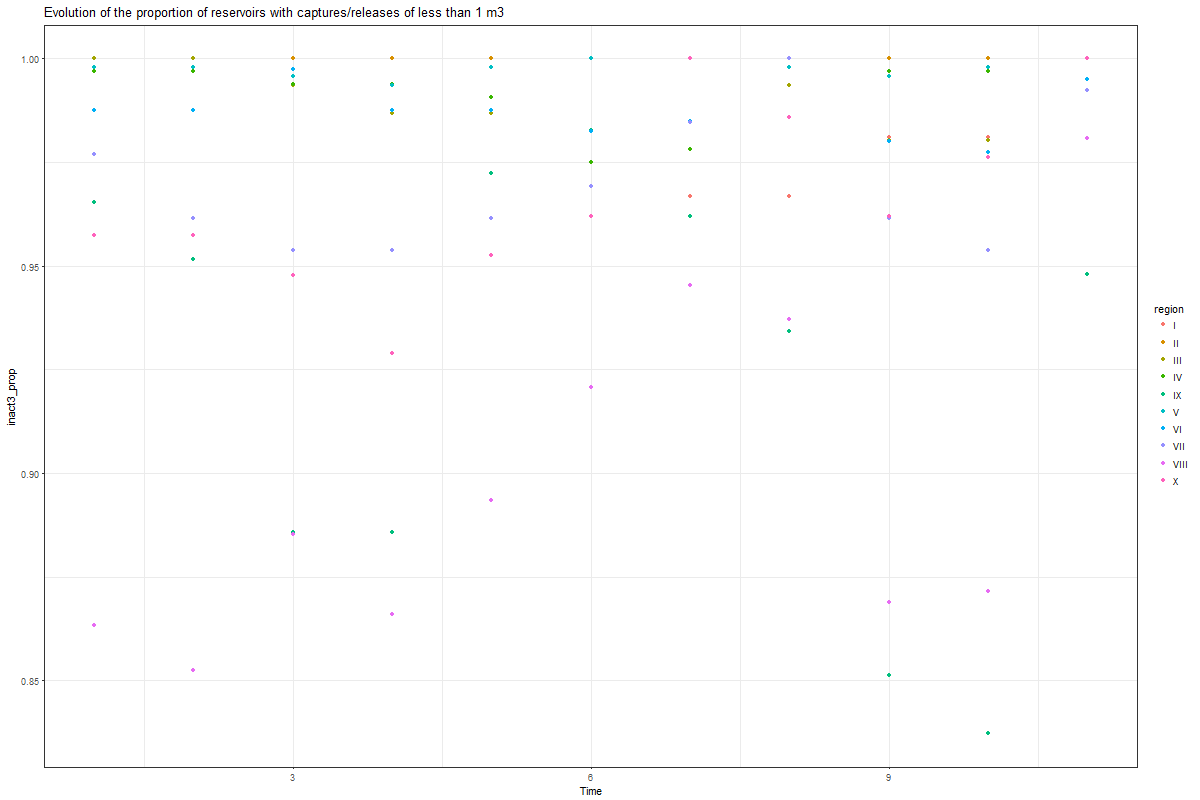 Evolution of the proportion of reservoirs with captures/releases of less than 1 m3
1.00
0.95
0.90
0.85
inact3_prop
3
6
9
Time
region
I
II
III
IV
IX
V
VI
VII
VIII
X